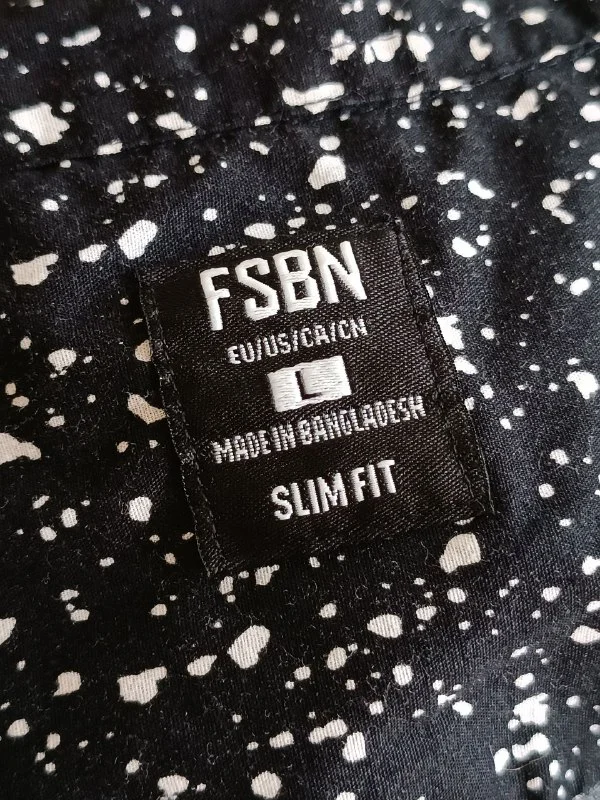 FSBN
EU/US/CA/CN
L
MADE IN BANGLADESH
SLIM FIT